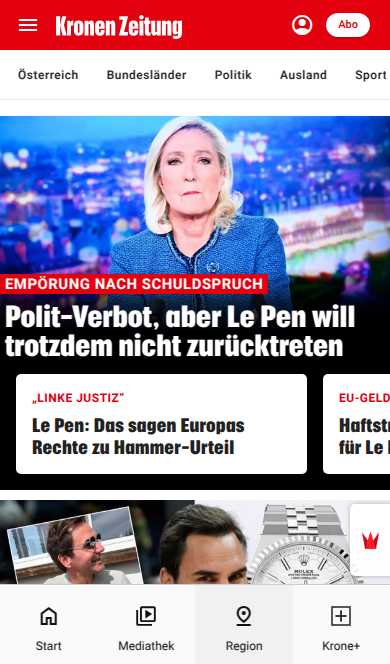 Kronen Zeitung
Abo
Österreich Bundesländer Politik Ausland Sport
EMPÖRUNG NACH SCHULDSPRUCH
Polit-Verbot, aber Le Pen will
trotzdem nicht zurücktreten
„LINKE JUSTIZ“
Le Pen: Das sagen Europas
Rechte zu Hammer-Urteil
EU-GELD
Haftst
für Le
ROLEX
Start Mediathek Region Krone+